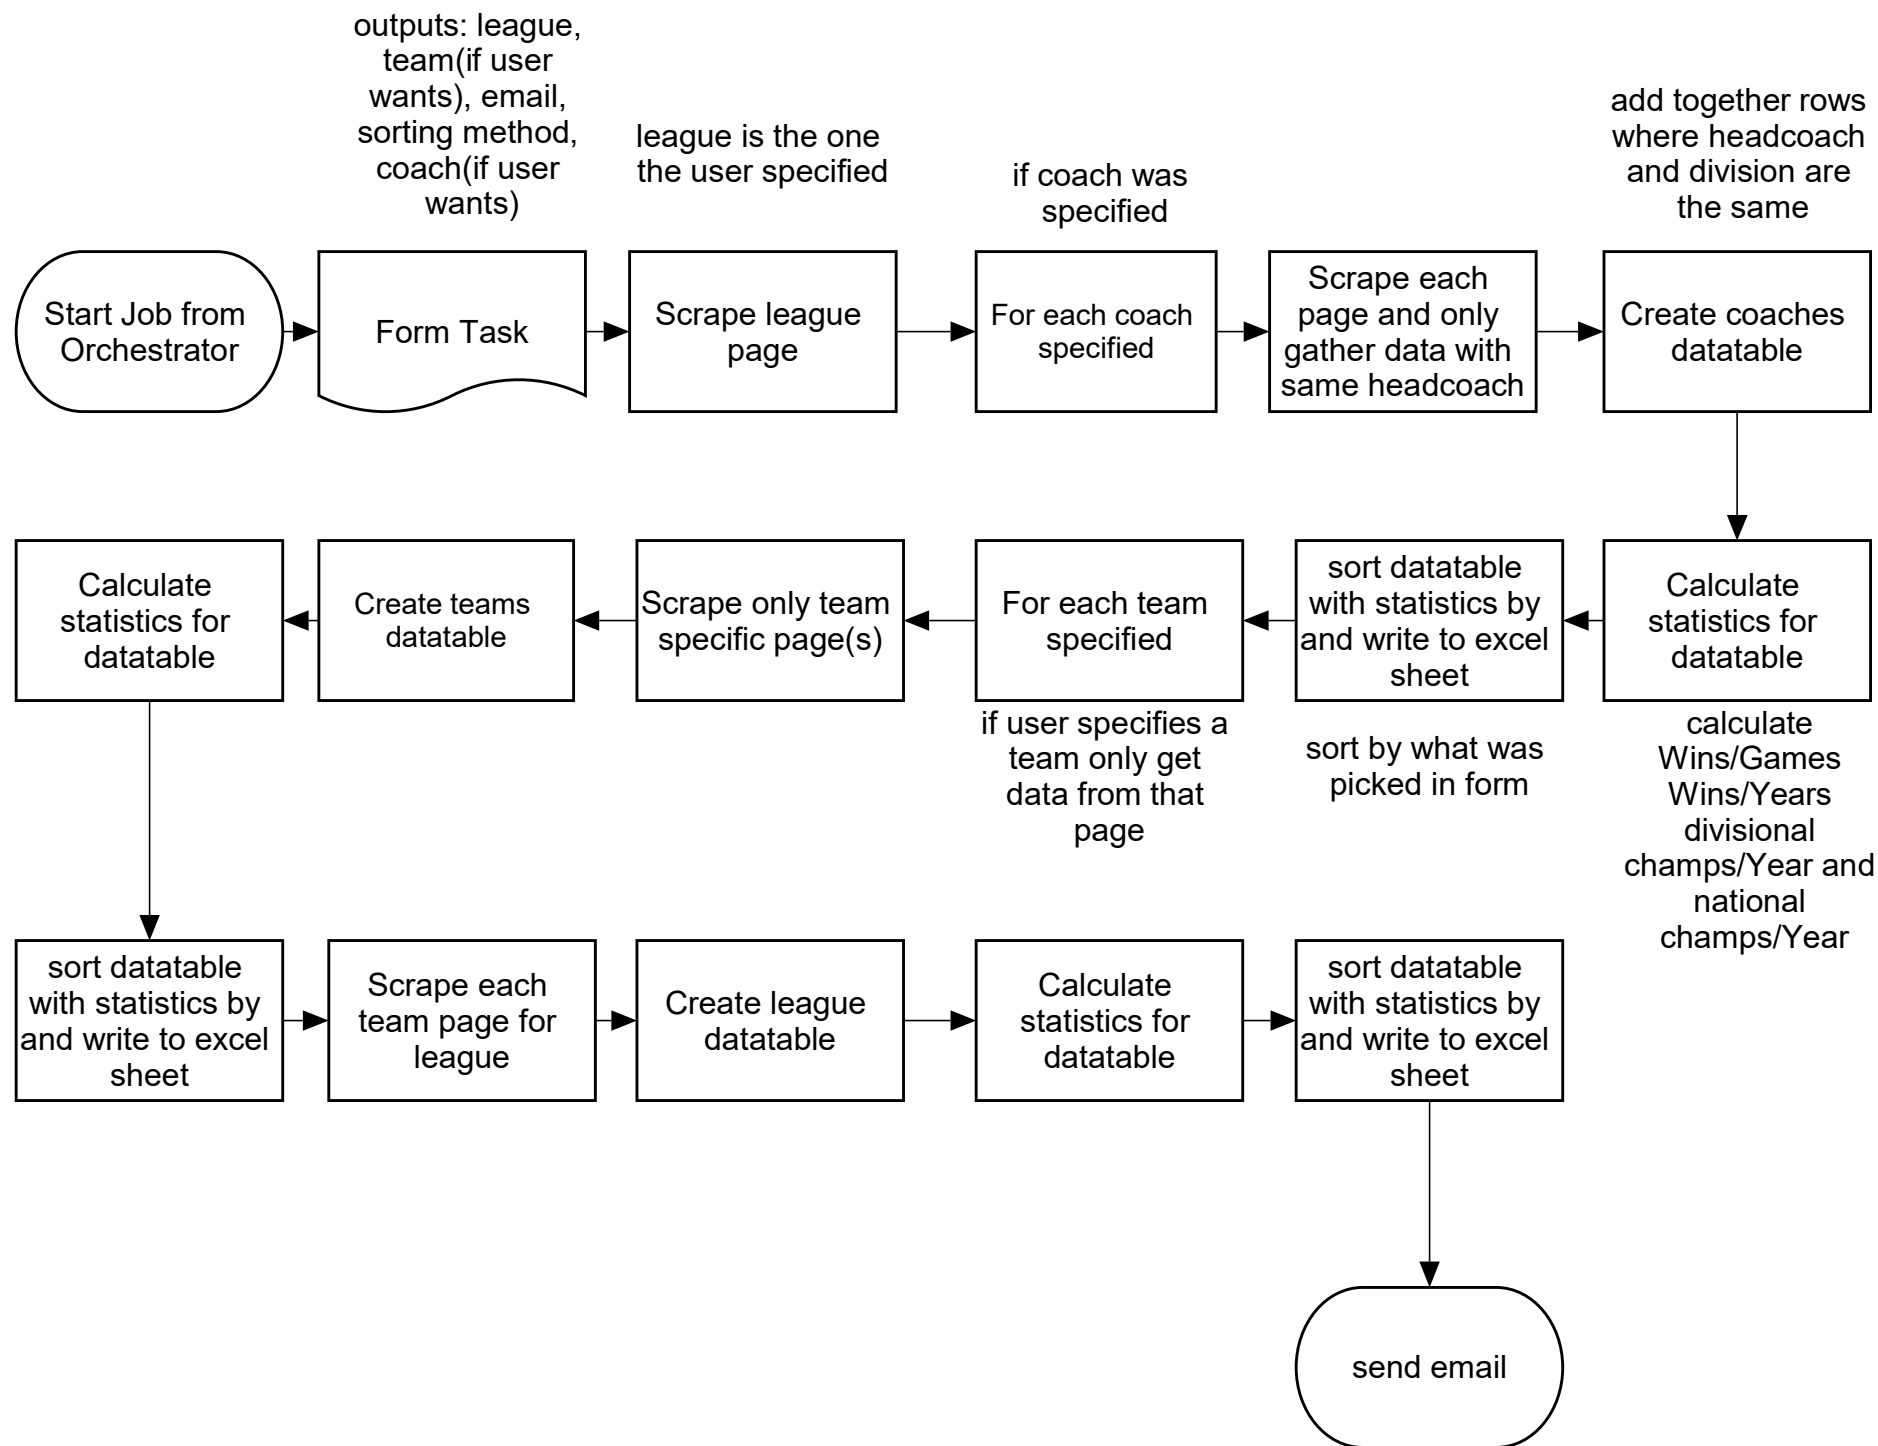 outputs: league,
team(if user
wants), email,
sorting method,
coach(if user
wants)
league is the one
the user specified
if coach was
specified
add together rows
where headcoach
and division are
the same
Start Job from
Orchestrator
Form Task
Scrape league
page
For each coach
specified
Scrape each
page and only
gather data with
same headcoach
Create coaches
datatable
Calculate
statistics for
datatable
calculate
Wins/Games
Wins/Years
divisional
champs/Year and
national
champs/Year
sort datatable
with statistics by
and write to excel
sheet
sort by what was
picked in form
For each team
specified
if user specifies a
team only get
data from that
page
Scrape only team
specific page(s)
Create teams
datatable
Calculate
statistics for
datatable
sort datatable
with statistics by
and write to excel
sheet
Scrape each
team page for
league
Create league
datatable
Calculate
statistics for
datatable
sort datatable
with statistics by
and write to excel
sheet
send email